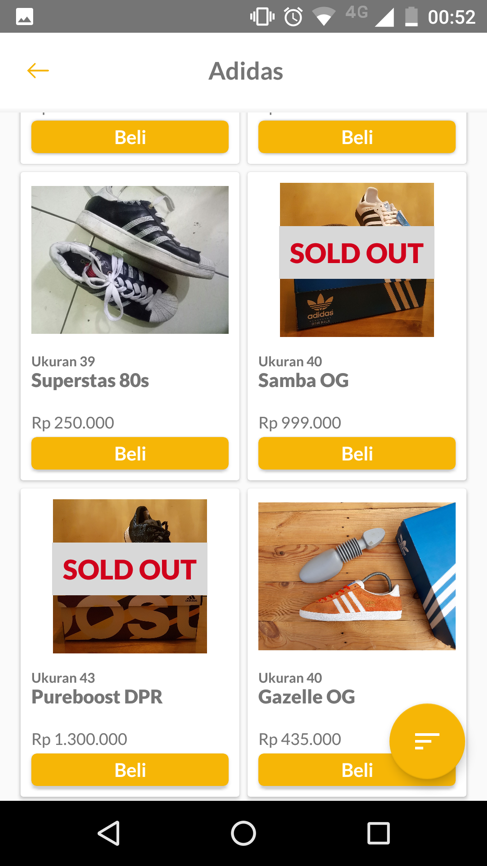 4G 00:52
Adidas
Beli
Beli
SOLD OUT
adidas
Ukuran 39
Superstas 80s
Rp 250.000
Beli
Ukuran 40
Samba OG
Rp 999.000
Beli
SOLD OUT
adidas
Ukuran 43
Pureboost DPR
Rp 1.300.000
Beli
Ukuran 40
Gazelle OG
Rp 435.000
Beli